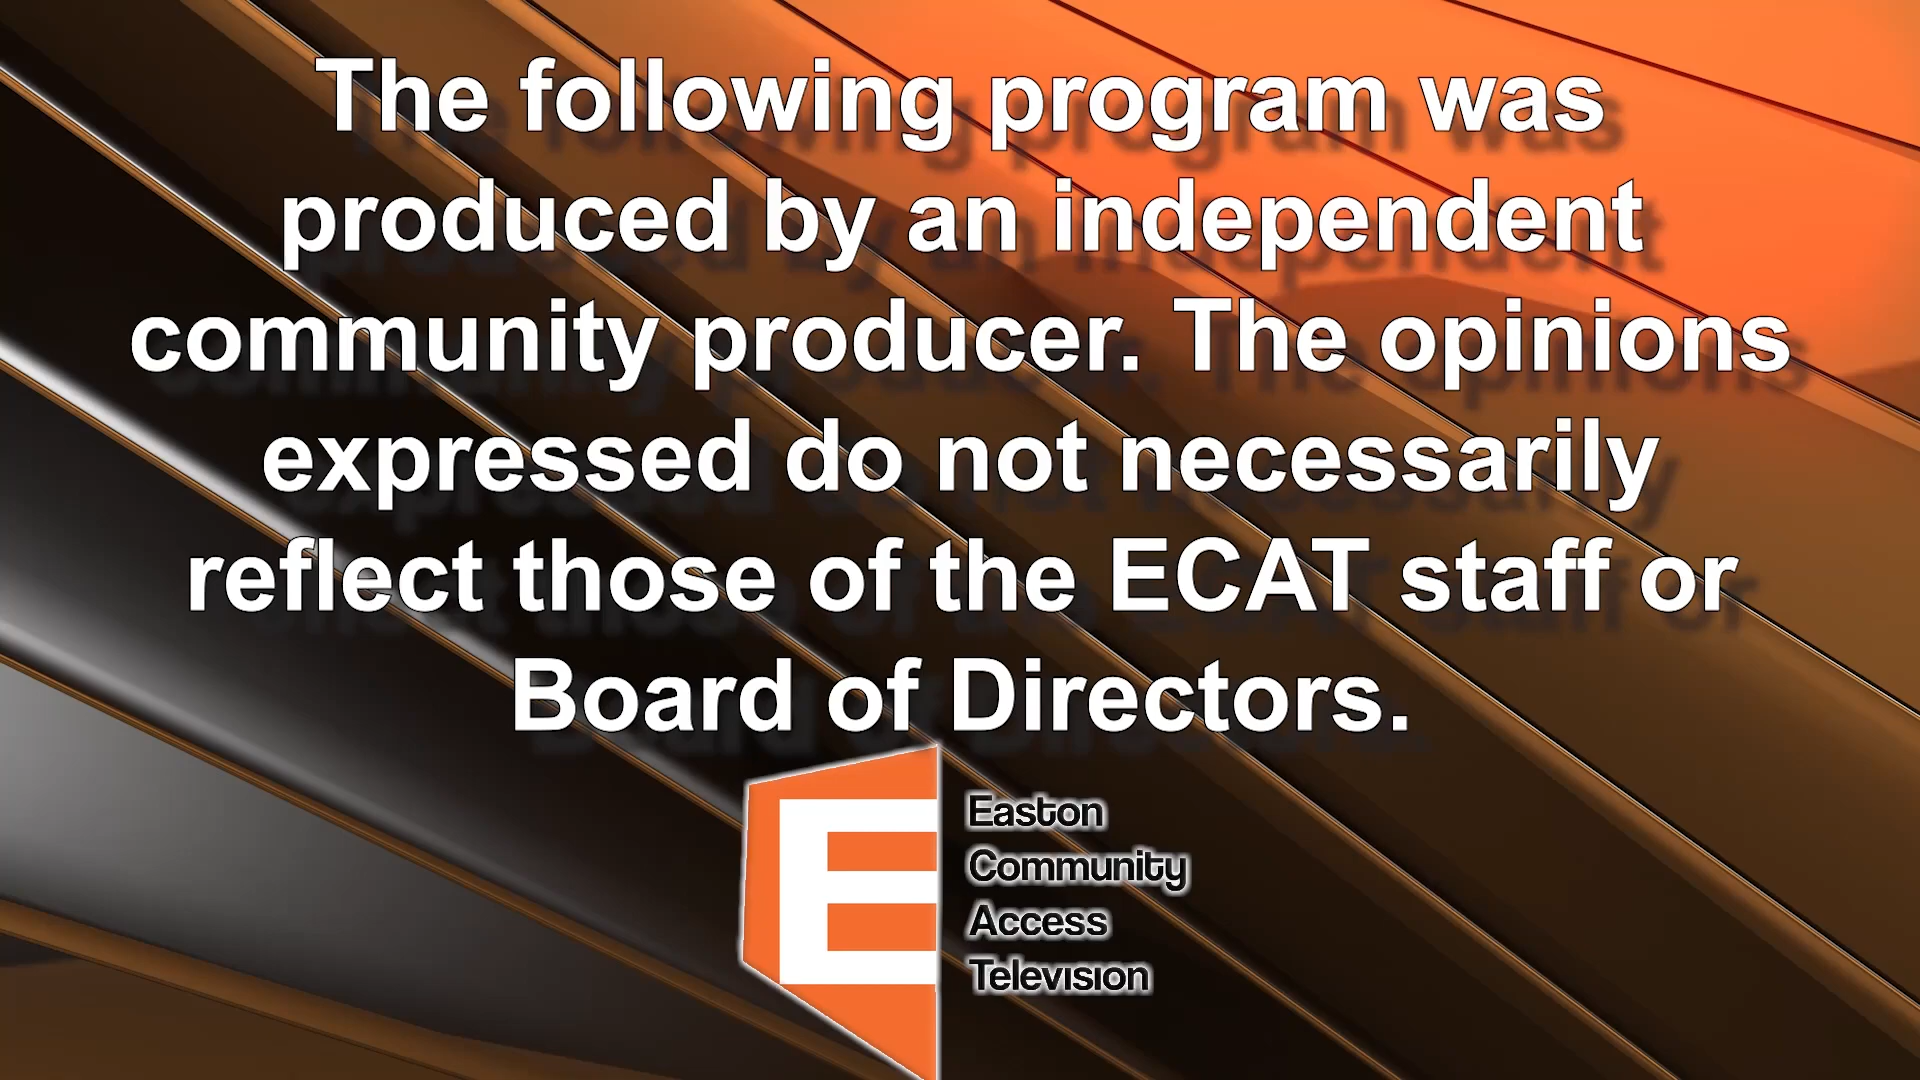 The following program was
produced by an independent
community producer. The opinions
expressed do not necessarily
reflect those of the ECAT staff or
Board of Directors.
E
Easton
Community
Access
Television